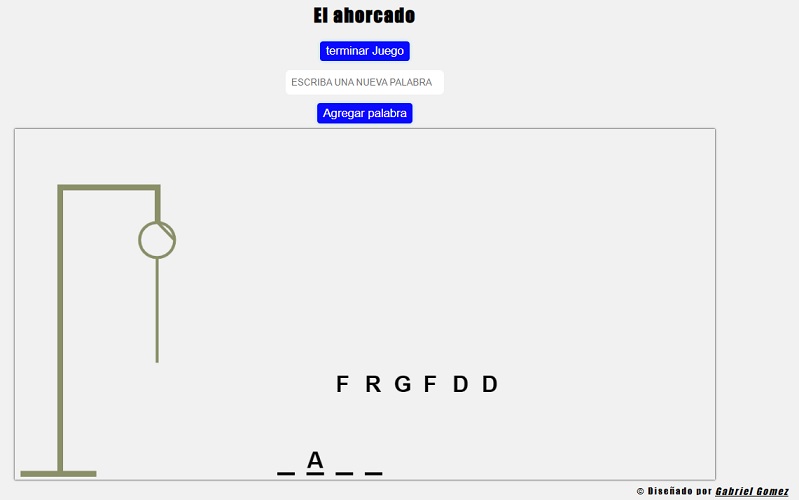 El ahorcado
terminar Juego
ESCRIBA UNA NUEVA PALABRA
Agregar palabra
F R G F D D
_ A _ _
© Diseñado por Gabriel Gomez